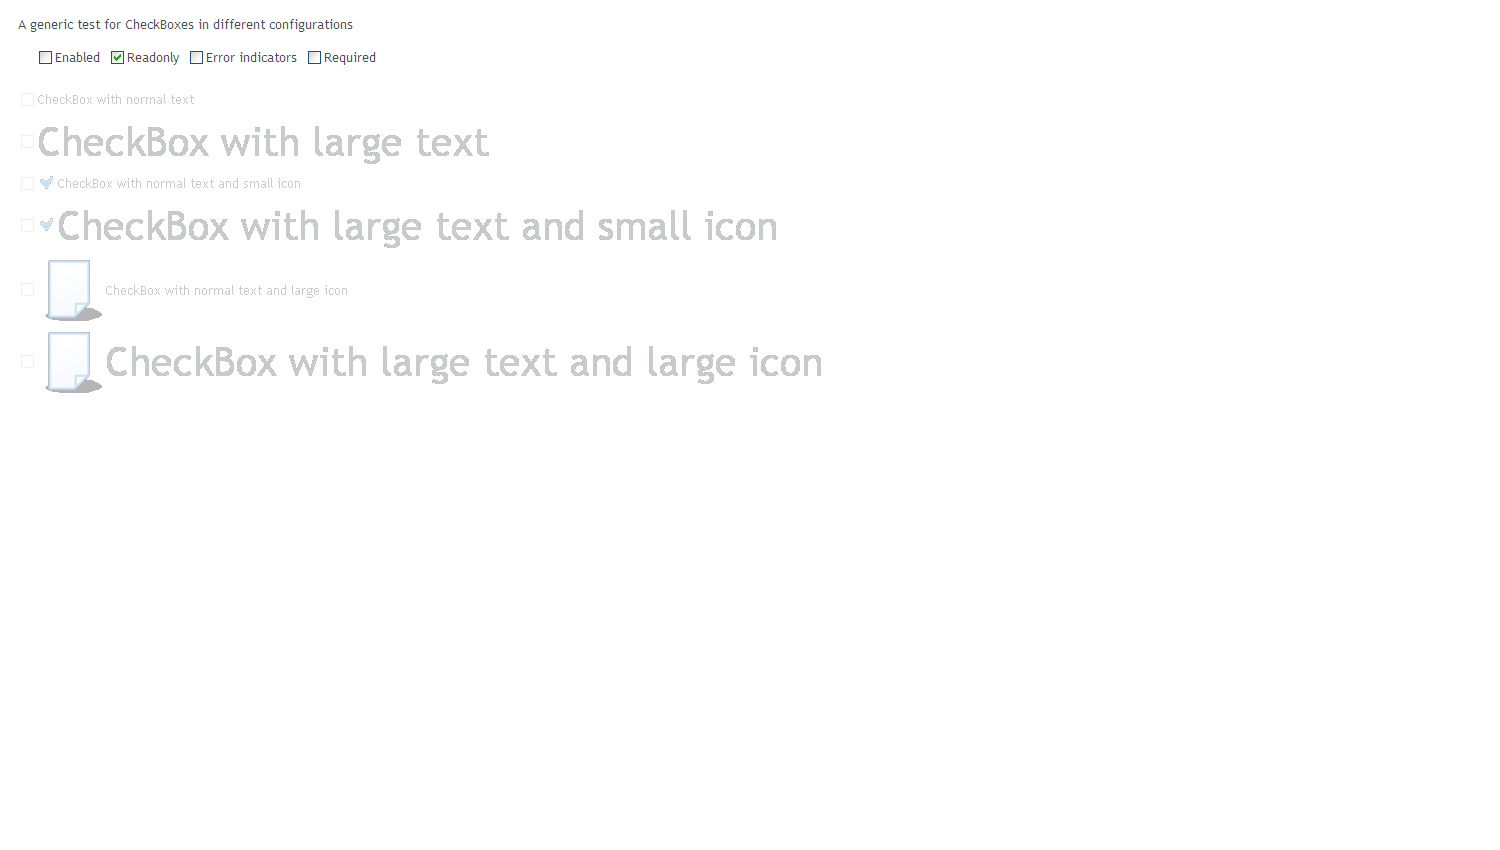 A generic test for CheckBoxes in different configurations
Enabled Readonly Error indicators Required
CheckBox with normal text
CheckBox with large text
CheckBox with normal text and small icon
CheckBox with large text and small icon
CheckBox with normal text and large icon
CheckBox with large text and large icon